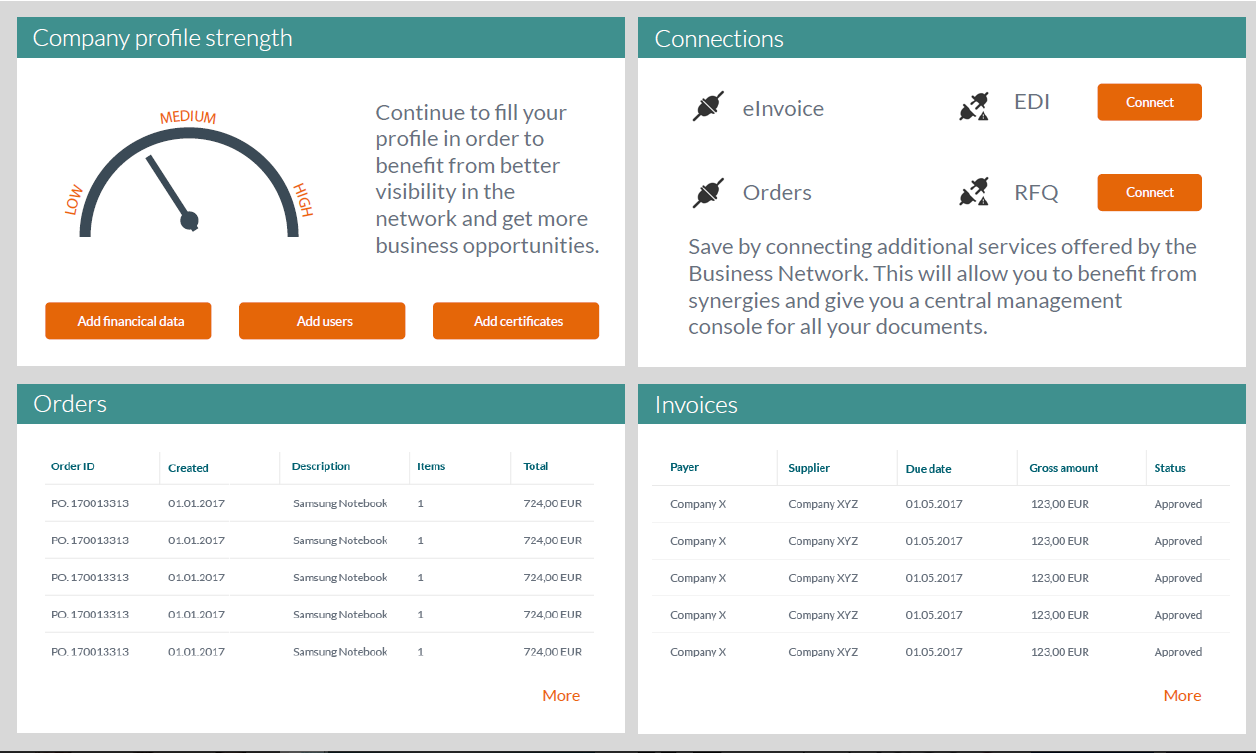 Company profile strength
LOW
MEDIUM
HIGH
Continue to fill your
profile in order to
benefit from better
visibility in the
network and get more
business opportunities.
Add financical data
Add users
Add certificates
Connections
eInvoice
EDI
Connect
Orders
RFQ
Connect
Save by connecting additional services offered by the
Business Network. This will allow you to benefit from
synergies and give you a central management
console for all your documents.
Orders
Order ID Created Description Items Total
PO. 170013313 01.01.2017 Samsung Notebook 1 724,00 EUR
PO. 170013313 01.01.2017 Samsung Notebook 1 724,00 EUR
PO. 170013313 01.01.2017 Samsung Notebook 1 724,00 EUR
PO. 170013313 01.01.2017 Samsung Notebook 1 724,00 EUR
PO. 170013313 01.01.2017 Samsung Notebook 1 724,00 EUR
More
Invoices
Payer Supplier Due date Gross amount Status
Company X Company XYZ 01.05.2017 123,00 EUR Approved
Company X Company XYZ 01.05.2017 123,00 EUR Approved
Company X Company XYZ 01.05.2017 123,00 EUR Approved
Company X Company XYZ 01.05.2017 123,00 EUR Approved
Company X Company XYZ 01.05.2017 123,00 EUR Approved
More